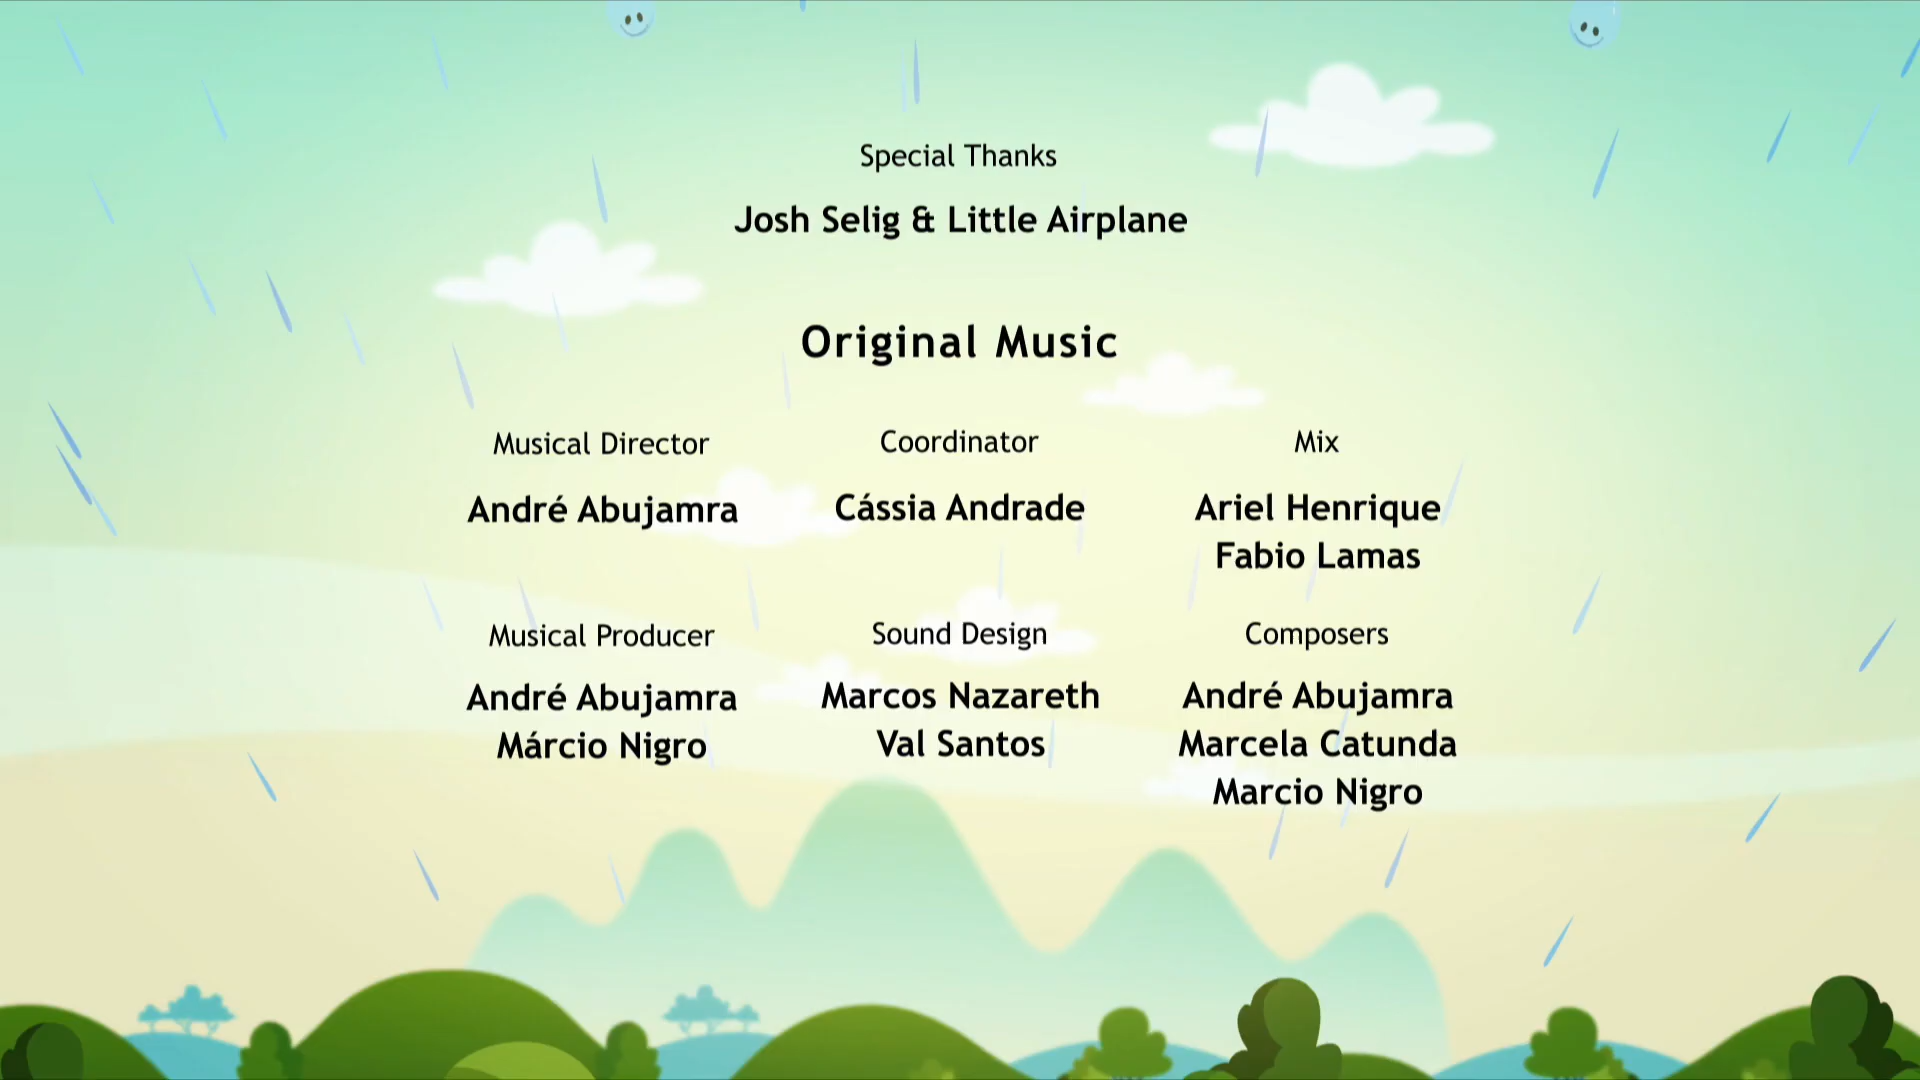 Special Thanks
Josh Selig & Little Airplane
Original Music
Musical Director
André Abujamra
Coordinator
Cássia Andrade
Mix
Ariel Henrique
Fabio Lamas
Musical Producer
André Abujamra
Márcio Nigro
Sound Design
Marcos Nazareth
Val Santos
Composers
André Abujamra
Marcela Catunda
Marcio Nigro